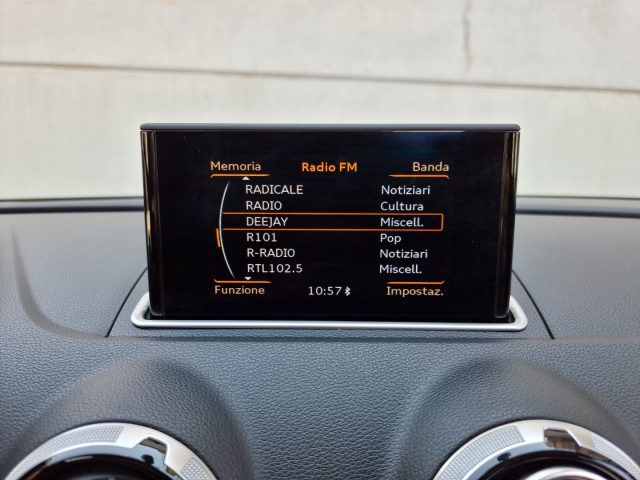 Memoria Radio FM Banda
RADICALE Notiziari
RADIO Cultura
DEEJAY Miscell.
R101 Pop
R-RADIO Notiziari
RTL102.5 Miscell.
Funzione 10:57 Impostaz.